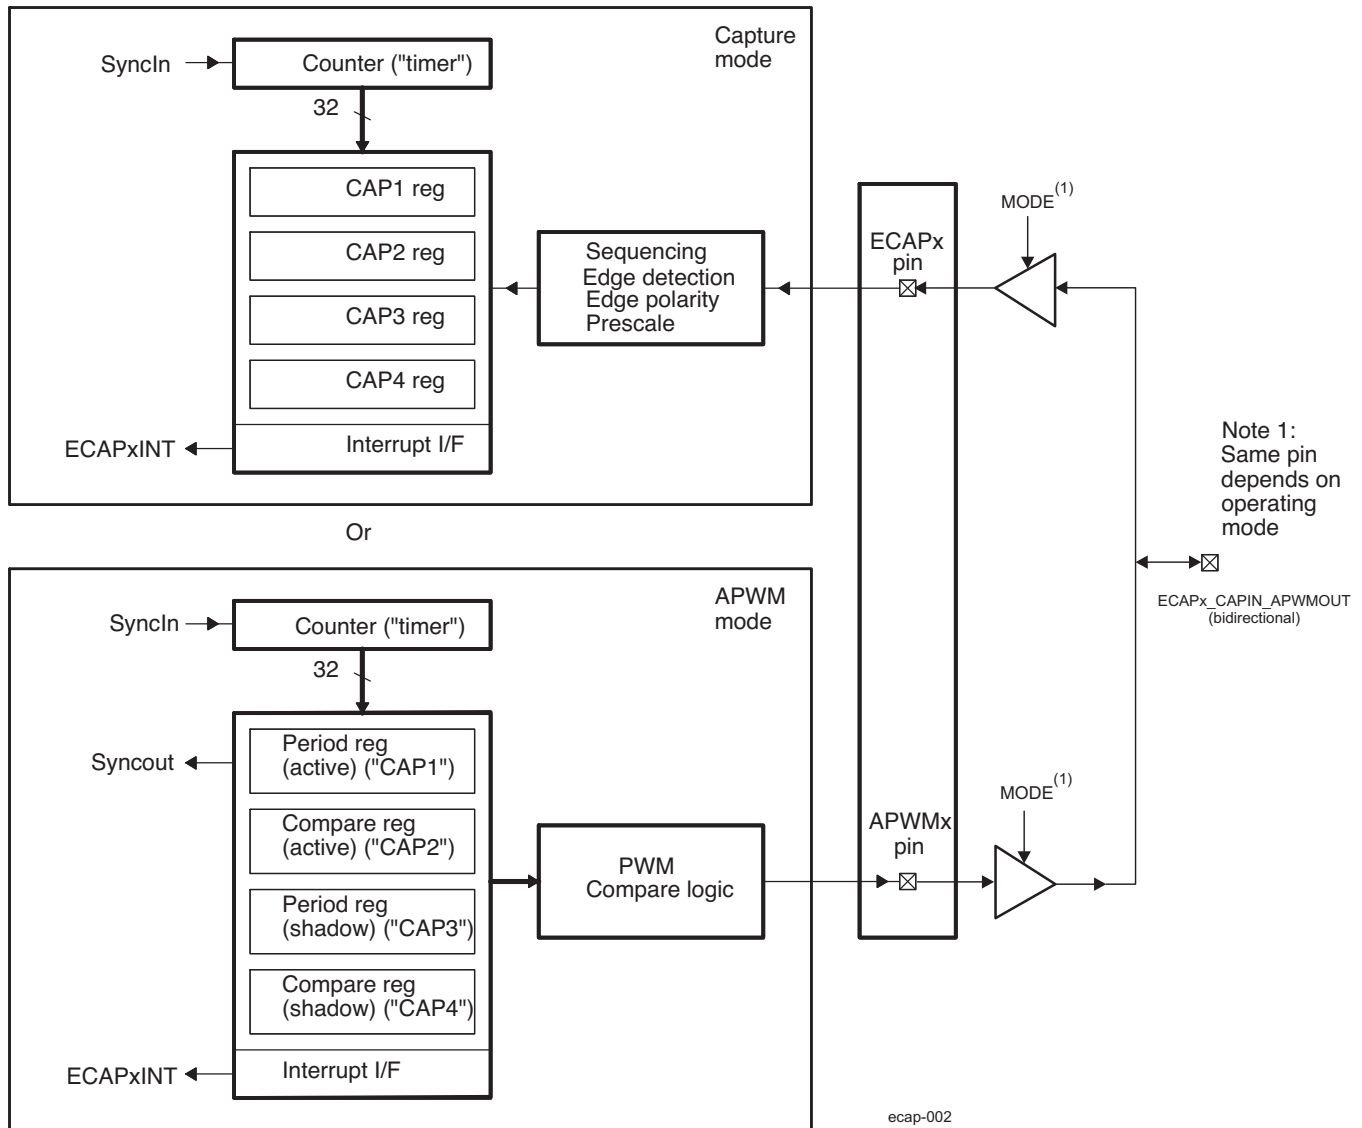 Capture
mode
SyncIn
Counter ("timer")
32
CAP1 reg
CAP2 reg
CAP3 reg
CAP4 reg
Interrupt I/F
ECAPxINT
Sequencing
Edge detection
Edge polarity
Prescale
ECAPx
pin
MODE(1)
Note 1:
Same pin
depends on
operating
mode
ECAPx_CAPIN_APWMOUT
(bidirectional)
Or
APWM
mode
SyncIn
Counter ("timer")
32
Syncout
Period reg
(active) ("CAP1")
Compare reg
(active) ("CAP2")
Period reg
(shadow) ("CAP3")
Compare reg
(shadow) ("CAP4")
Interrupt I/F
ECAPxINT
PWM
Compare logic
APWMx
pin
MODE(1)
ecap-002